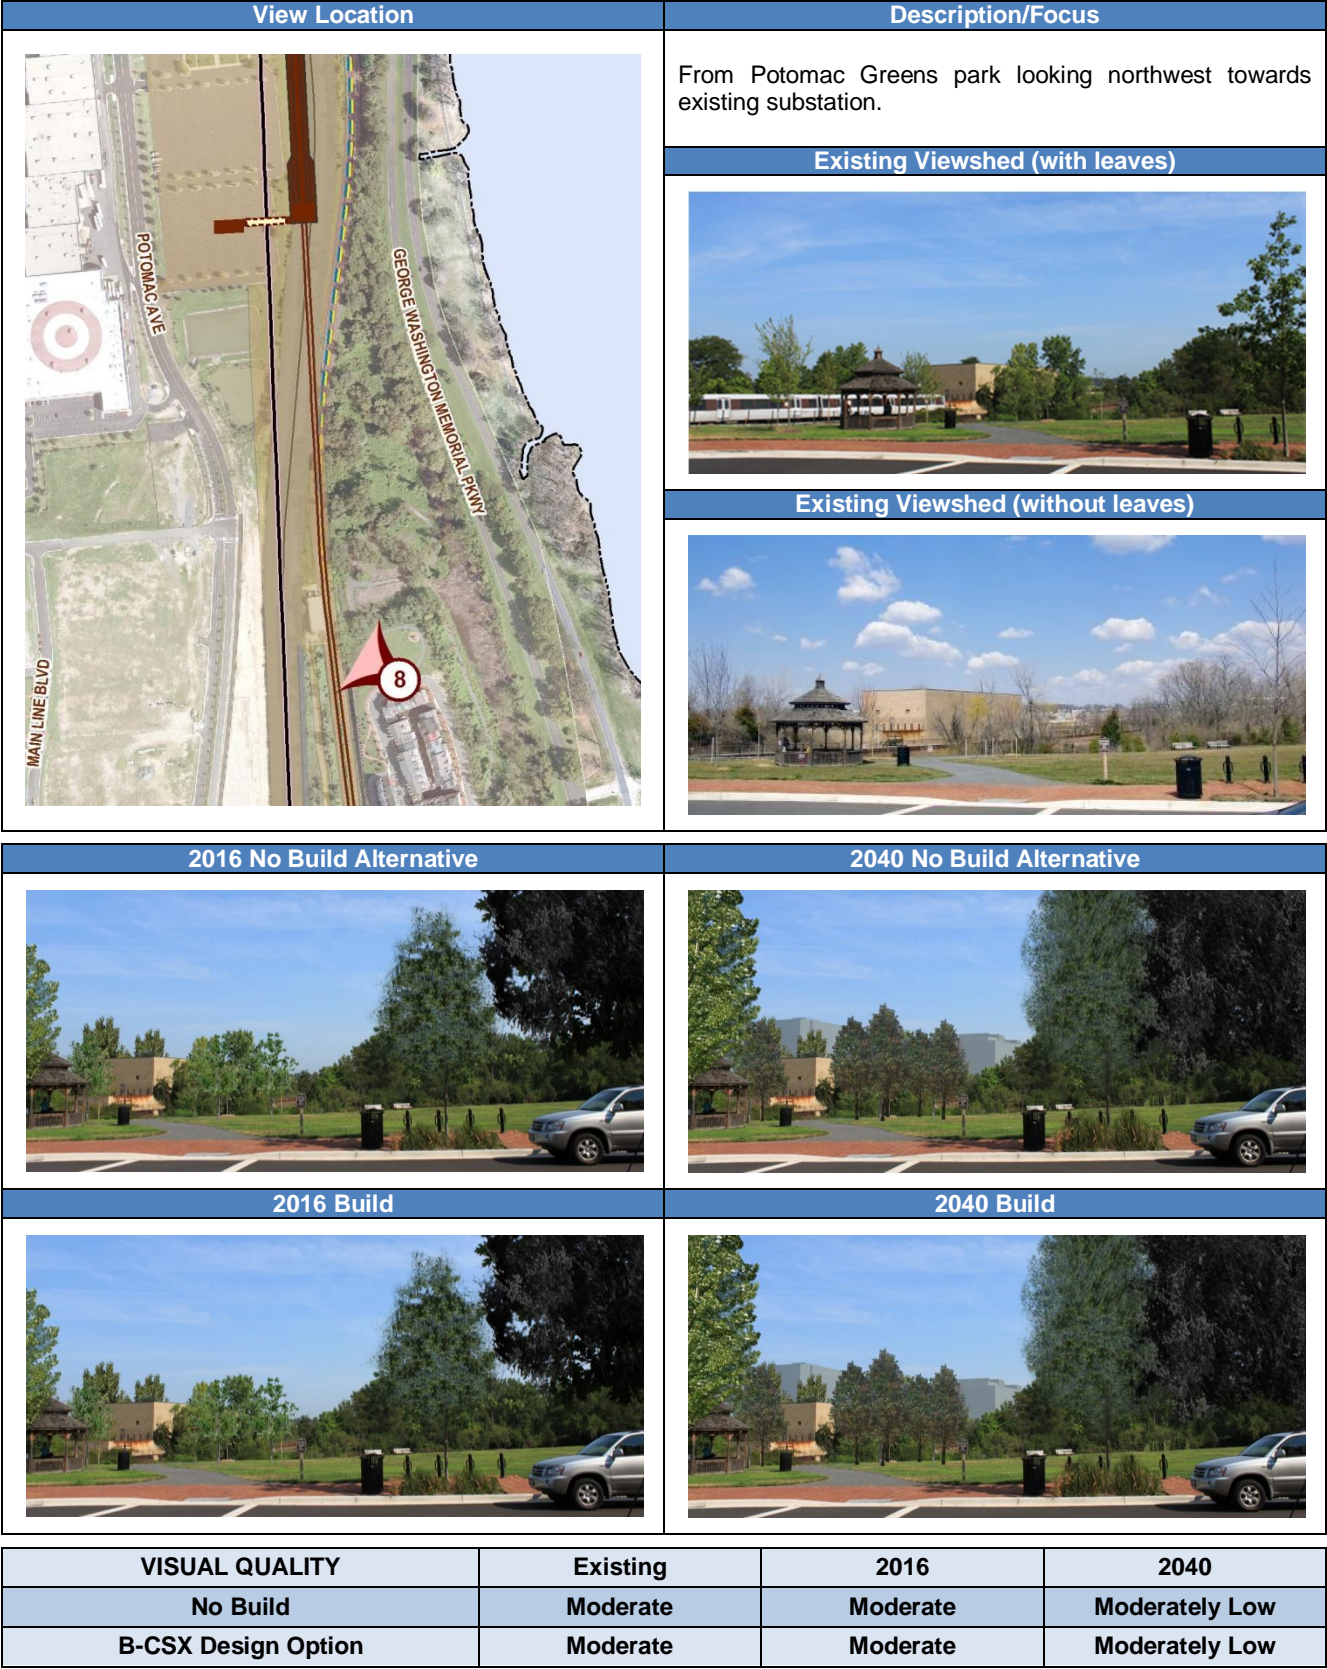 View Location
Description/Focus
From Potomac Greens park looking northwest towards
existing substation.
POTOMAC AVE
GEORGE WASHINGTON MEMORIAL PKWY
MAIN LINE BLVD
8
Existing Viewshed (with leaves)
Existing Viewshed (without leaves)
2016 No Build Alternative
2040 No Build Alternative
2016 Build
2040 Build
VISUAL QUALITY Existing 2016 2040
No Build Moderate Moderate Moderately Low
B-CSX Design Option Moderate Moderate Moderately Low